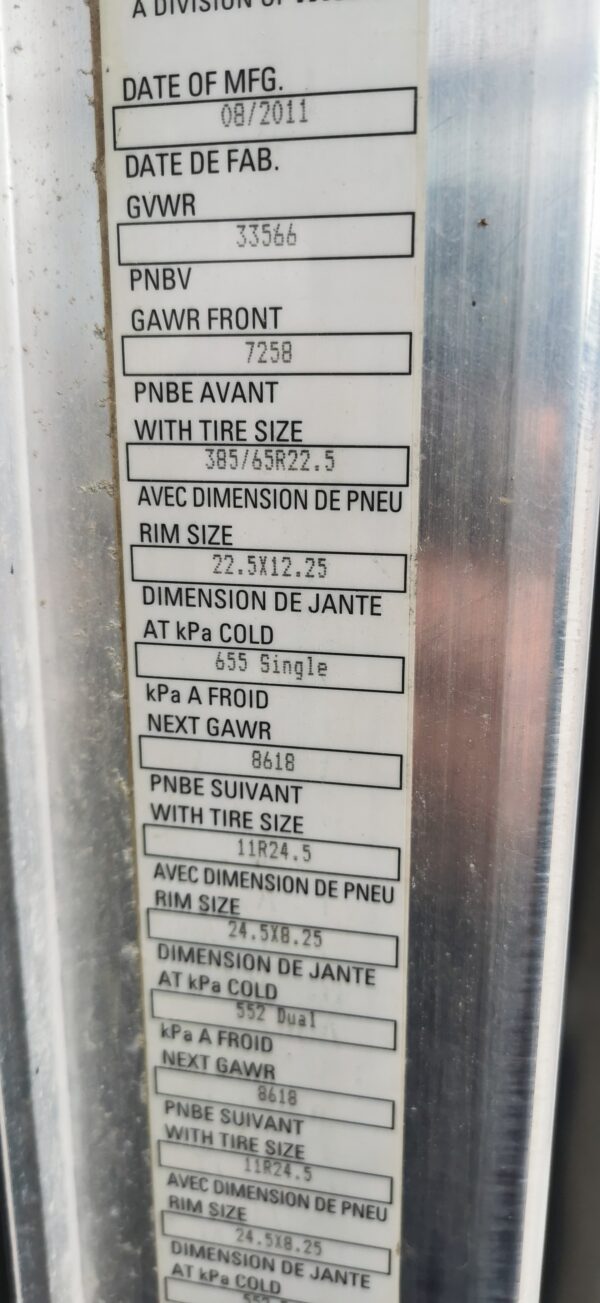 A DIVISION OF
DATE OF MFG.
08/2011
DATE DE FAB.
GVWR
33566
PNBV
GAWR FRONT
7258
PNBE AVANT
WITH TIRE SIZE
385/65R22.5
AVEC DIMENSION DE PNEU
RIM SIZE
22.5X12.25
DIMENSION DE JANTE
AT kPa COLD
655 Single
kPa A FROID
NEXT GAWR
8618
PNBE SUIVANT
WITH TIRE SIZE
11R24.5
AVEC DIMENSION DE PNEU
RIM SIZE
24.5X8.25
DIMENSION DE JANTE
AT kPa COLD
552 Dual
kPa A FROID
NEXT GAWR
8618
PNBE SUIVANT
WITH TIRE SIZE
11R24.5
AVEC DIMENSION DE PNEU
RIM SIZE
24.5X8.25
DIMENSION DE JANTE
AT kPa COLD